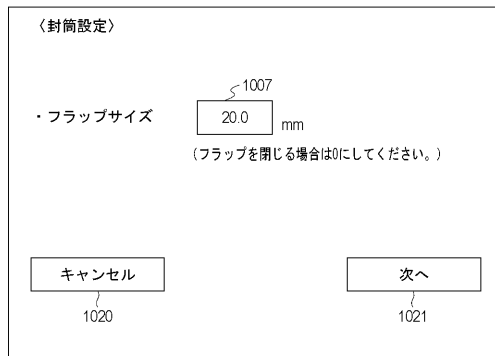 〈封筒設定〉
1007
・フラップサイズ 20.0 mm
(フラップを閉じる場合は0にしてください。)
キャンセル 次へ
1020 1021